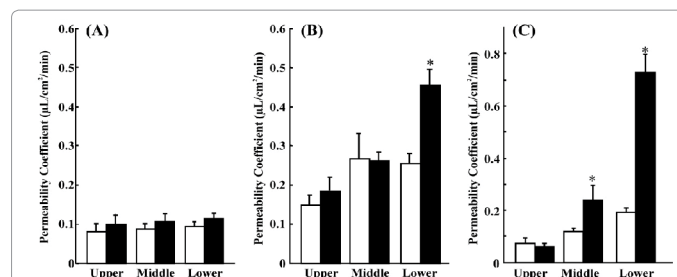 (A)
Permeability Coefficient (μL/cm²/min)
0.6
0.5
0.4
0.3
0.2
0.1
0
Upper Middle Lower
(B)
Permeability Coefficient (μL/cm²/min)
0.6
0.5
0.4
0.3
0.2
0.1
0
*
Upper Middle Lower
(C)
Permeability Coefficient (μL/cm²/min)
0.8
0.6
0.4
0.2
0
*
*
Upper Middle Lower